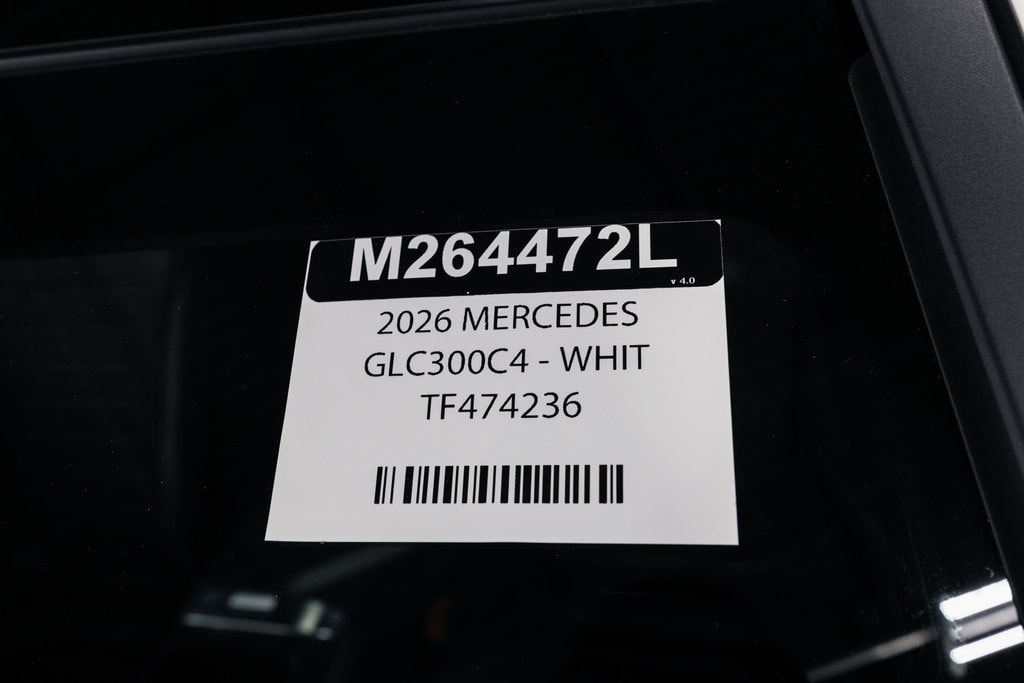 M264472L
v 4.0
2026 MERCEDES
GLC300C4 - WHIT
TF474236